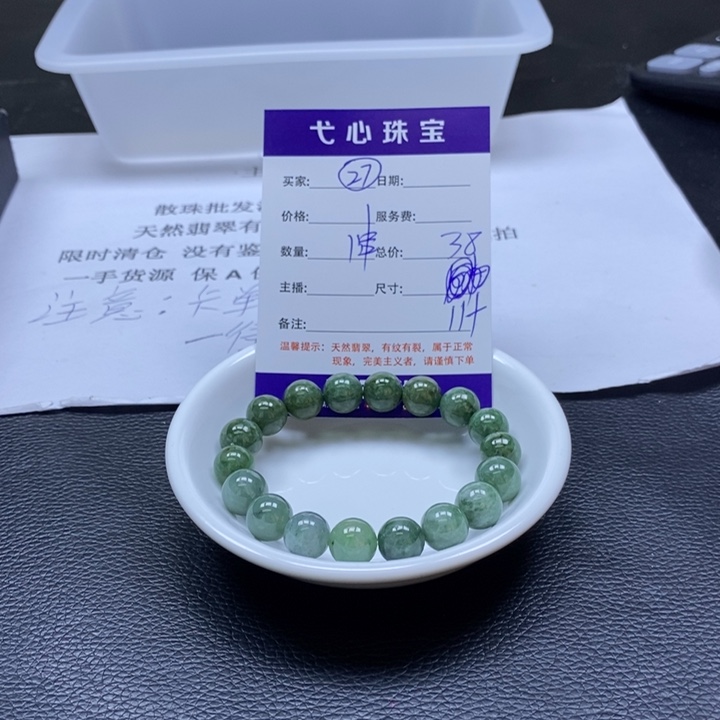 弋心珠宝
买家: 27 日期:
价格: 服务费:
数量: 1串 总价: 38
主播: 尺寸:
备注: 11+
温馨提示：天然翡翠，有纹有裂，属于正常
现象，完美主义者，请谨慎下单
散珠批发
天然翡翠有 拍
限时清仓 没有鉴
一手货源 保A
注意：卡单
一